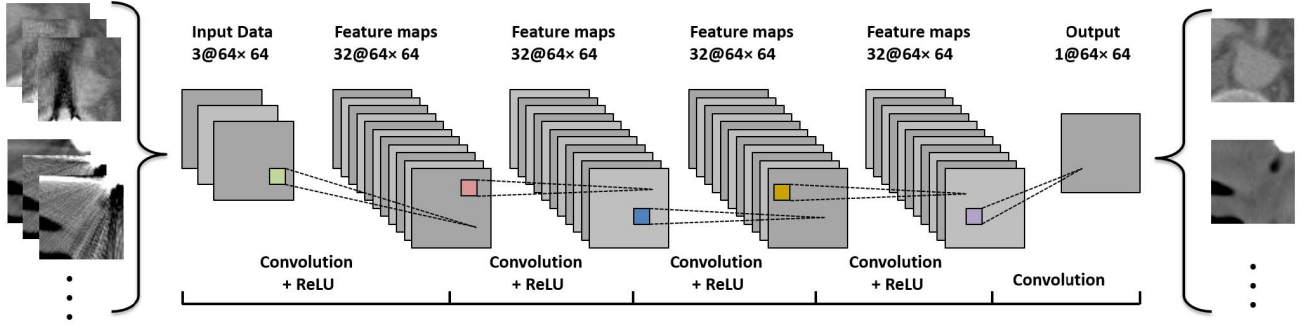 Input Data
3@64× 64
Feature maps
32@64× 64
Feature maps
32@64× 64
Feature maps
32@64× 64
Feature maps
32@64× 64
Output
1@64× 64
Convolution
+ ReLU
Convolution
+ ReLU
Convolution
+ ReLU
Convolution
+ ReLU
Convolution